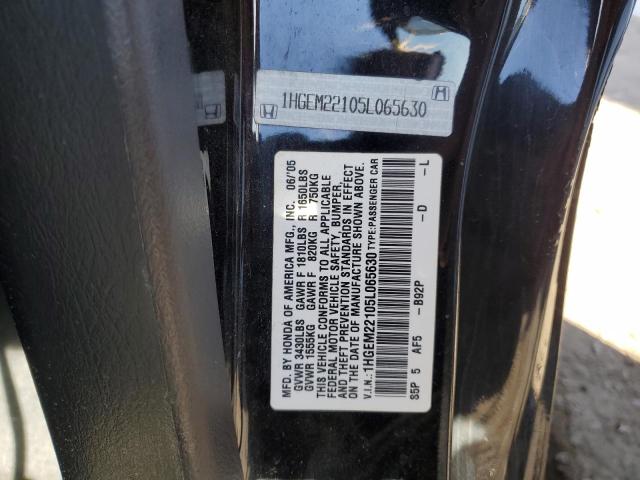 1HGEM22105L065630
MFD. BY HONDA OF AMERICA MFG., INC. 06/'05
GVWR 3430LBS GAWR F 1810LBS R 1650LBS
GVWR 1555KG GAWR F 820KG R 750KG
THIS VEHICLE CONFORMS TO ALL APPLICABLE
FEDERAL MOTOR VEHICLE SAFETY, BUMPER,
AND THEFT PREVENTION STANDARDS IN EFFECT
ON THE DATE OF MANUFACTURE SHOWN ABOVE.
V.I.N.: 1HGEM22105L065630 TYPE:PASSENGER CAR
S5P 5 AF5 -B92P -D -L